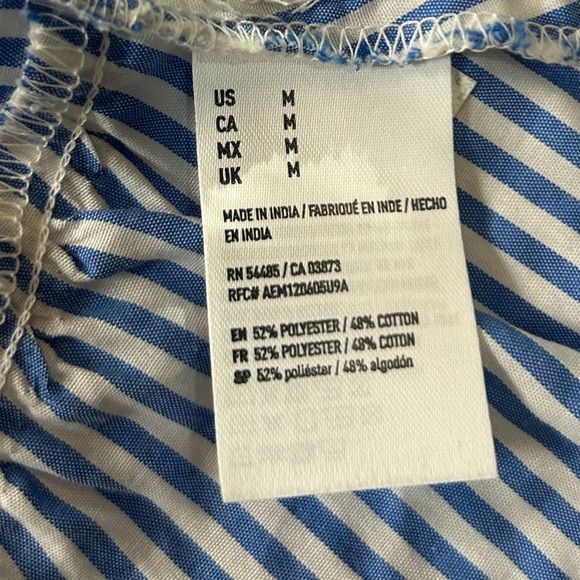 US M
CA M
MX M
UK M
MADE IN INDIA / FABRIQUÉ EN INDE / HECHO
EN INDIA
RN 54485 / CA 03873
RFC# AEM120605U9A
EN 52% POLYESTER / 48% COTTON
FR 52% POLYESTER / 48% COTON
SP 52% poliéster / 48% algodón